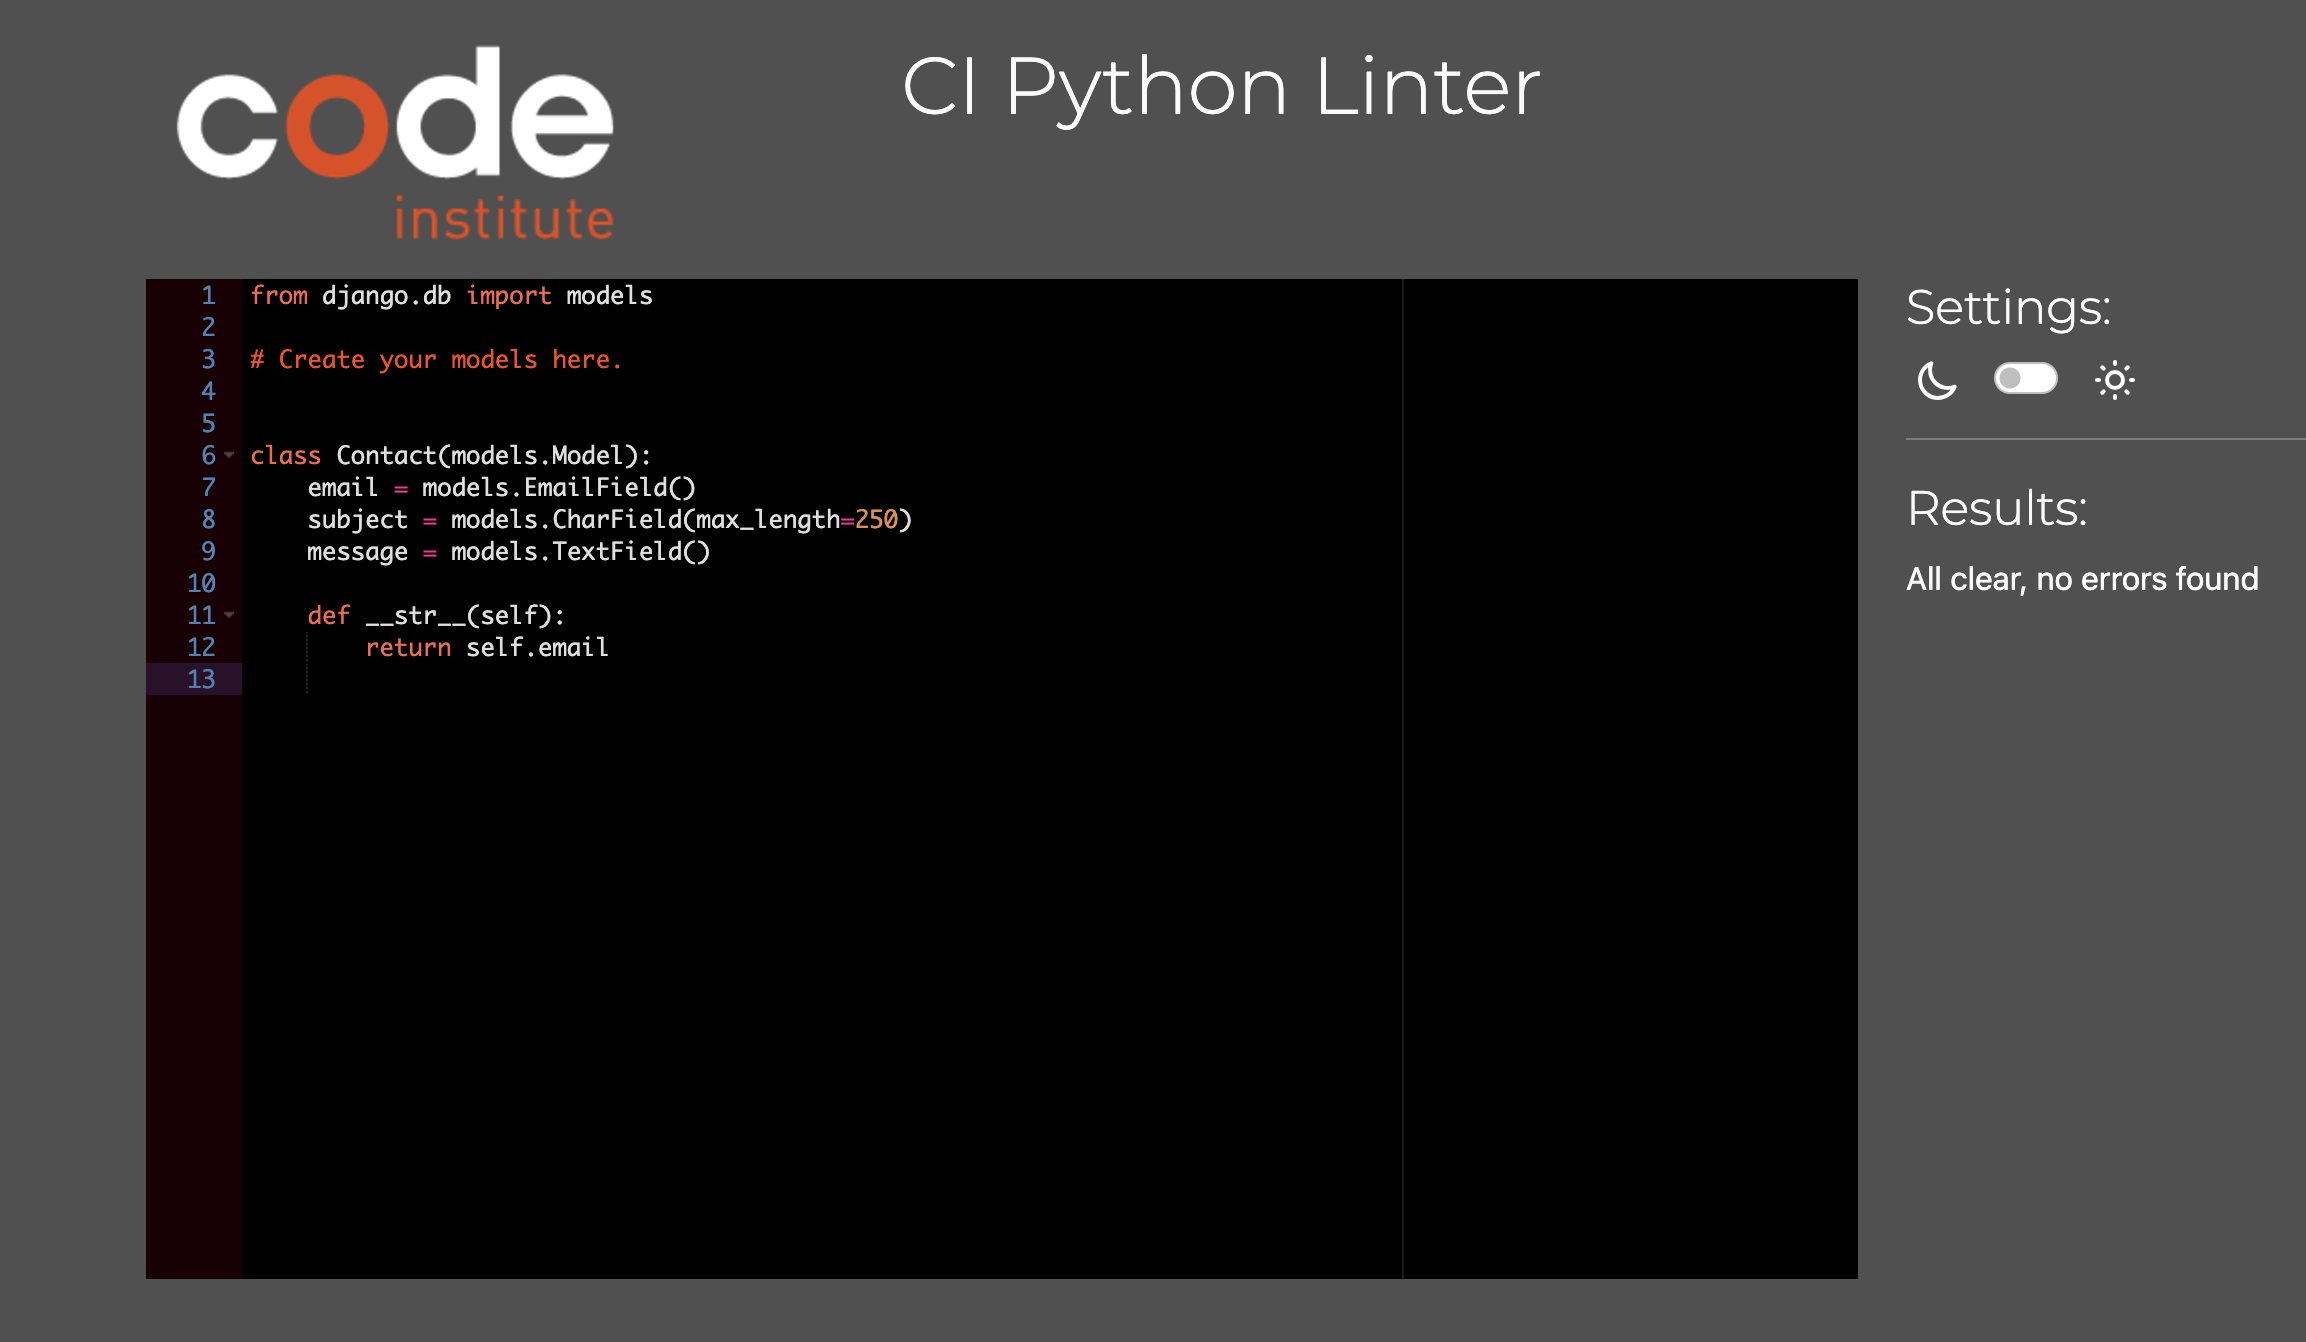 code
institute
CI Python Linter
1 from django.db import models
2
3 # Create your models here.
4
5
6 class Contact(models.Model):
7     email = models.EmailField()
8     subject = models.CharField(max_length=250)
9     message = models.TextField()
10
11     def __str__(self):
12         return self.email
13
Settings:
Results:
All clear, no errors found